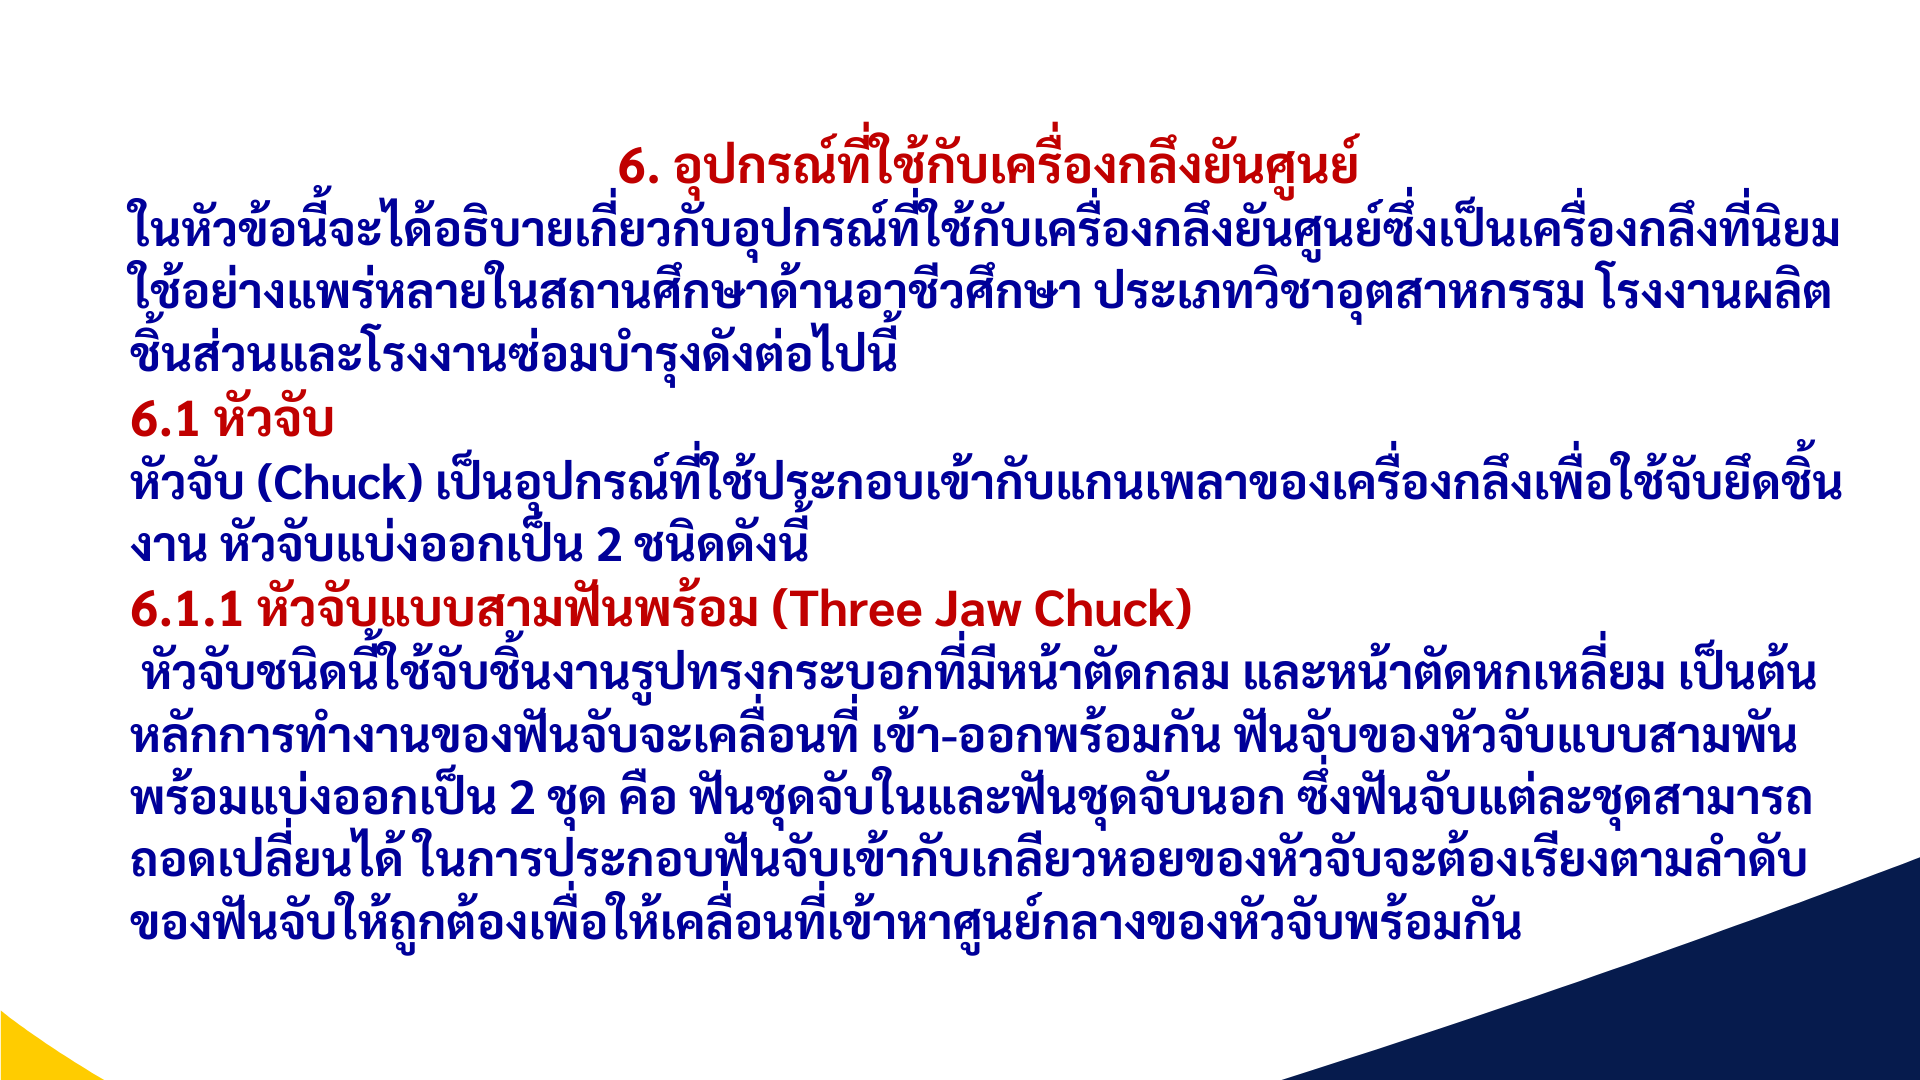 6. อุปกรณ์ที่ใช้กับเครื่องกลึงยันศูนย์
ในหัวข้อนี้จะได้อธิบายเกี่ยวกับอุปกรณ์ที่ใช้กับเครื่องกลึงยันศูนย์ซึ่งเป็นเครื่องกลึงที่นิยม
ใช้อย่างแพร่หลายในสถานศึกษาด้านอาชีวศึกษา ประเภทวิชาอุตสาหกรรม โรงงานผลิต
ชิ้นส่วนและโรงงานซ่อมบำรุงดังต่อไปนี้
6.1 หัวจับ
หัวจับ (Chuck) เป็นอุปกรณ์ที่ใช้ประกอบเข้ากับแกนเพลาของเครื่องกลึงเพื่อใช้จับยึดชิ้น
งาน หัวจับแบ่งออกเป็น 2 ชนิดดังนี้
6.1.1 หัวจับแบบสามฟันพร้อม (Three Jaw Chuck)
หัวจับชนิดนี้ใช้จับชิ้นงานรูปทรงกระบอกที่มีหน้าตัดกลม และหน้าตัดหกเหลี่ยม เป็นต้น
หลักการทำงานของฟันจับจะเคลื่อนที่ เข้า-ออกพร้อมกัน ฟันจับของหัวจับแบบสามพัน
พร้อมแบ่งออกเป็น 2 ชุด คือ ฟันชุดจับในและฟันชุดจับนอก ซึ่งฟันจับแต่ละชุดสามารถ
ถอดเปลี่ยนได้ ในการประกอบฟันจับเข้ากับเกลียวหอยของหัวจับจะต้องเรียงตามลำดับ
ของฟันจับให้ถูกต้องเพื่อให้เคลื่อนที่เข้าหาศูนย์กลางของหัวจับพร้อมกัน